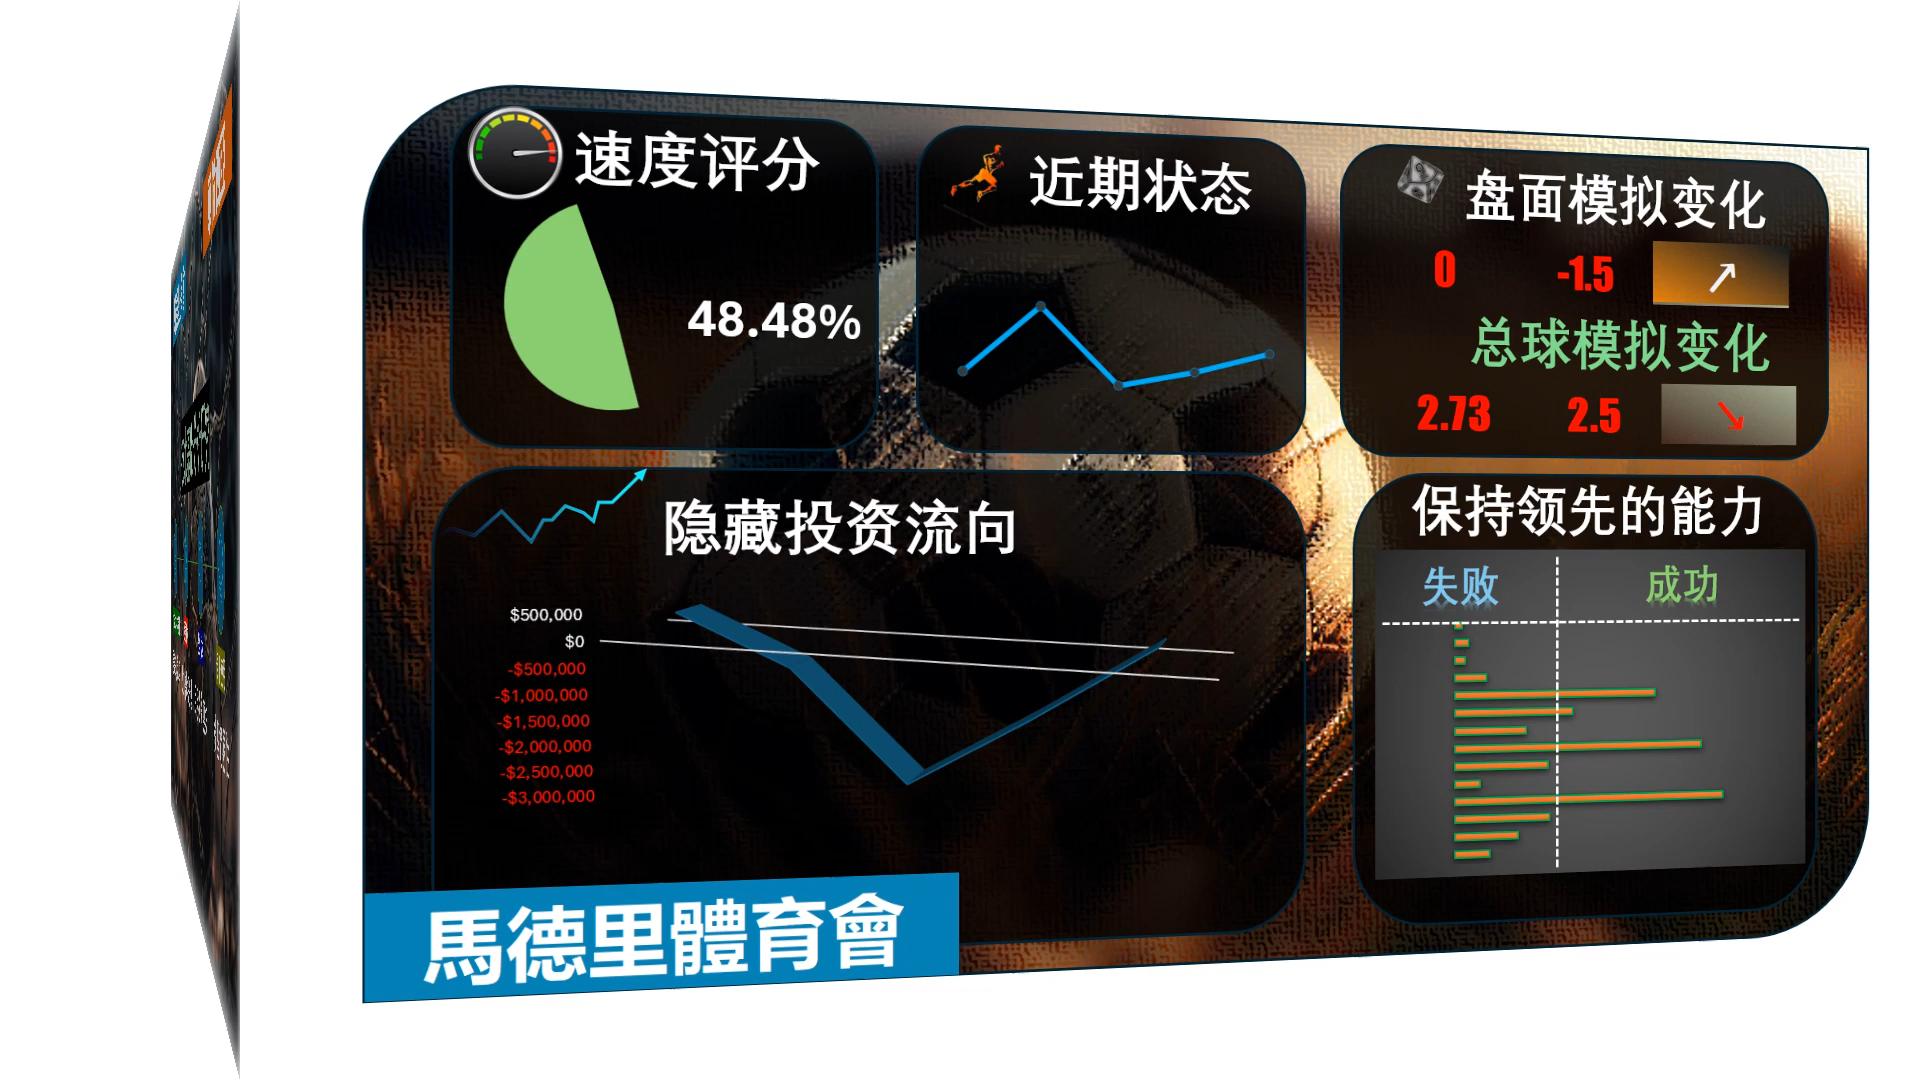 速度评分
48.48%
近期状态
盘面模拟变化
0 -1.5 ↗
总球模拟变化
2.73 2.5 ↘
隐藏投资流向
$500,000
$0
-$500,000
-$1,000,000
-$1,500,000
-$2,000,000
-$2,500,000
-$3,000,000
保持领先的能力
失败 成功
馬德里體育會